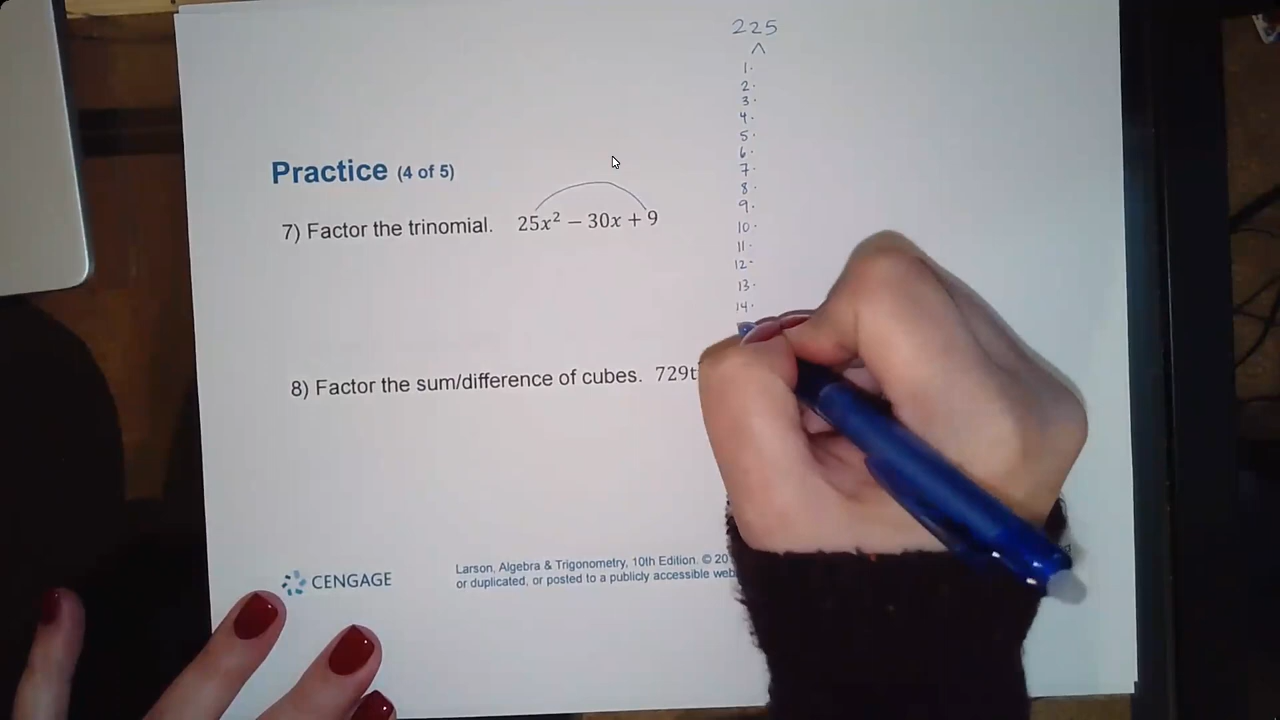 225
^
1.
2.
3.
4.
5.
6.
7.
8.
9.
10.
11.
12.
13.
14.
Practice (4 of 5)
7) Factor the trinomial. 25x² − 30x + 9
8) Factor the sum/difference of cubes. 729t
CENGAGE
Larson, Algebra & Trigonometry, 10th Edition. © 20
or duplicated, or posted to a publicly accessible web